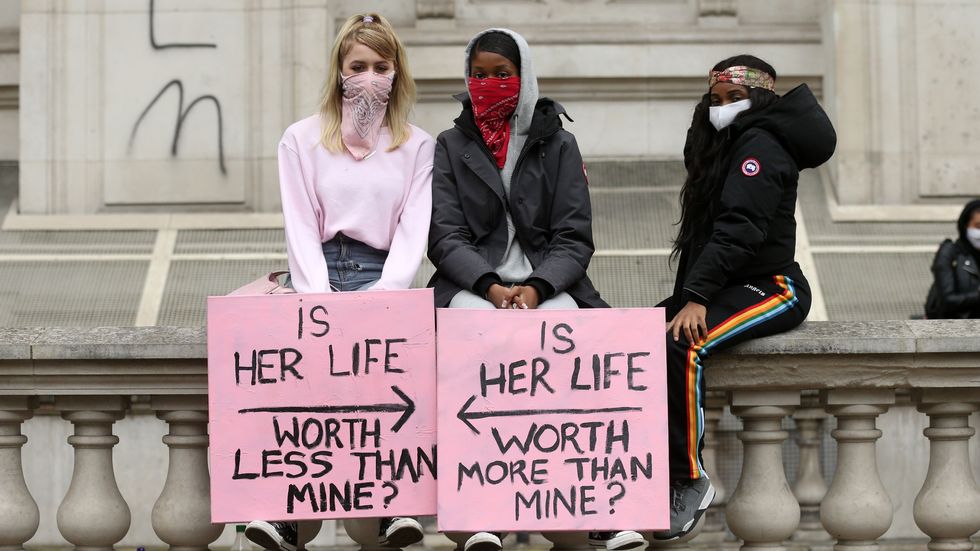 IS
HER LIFE
WORTH
LESS THAN
MINE?
IS
HER LIFE
WORTH
MORE THAN
MINE?